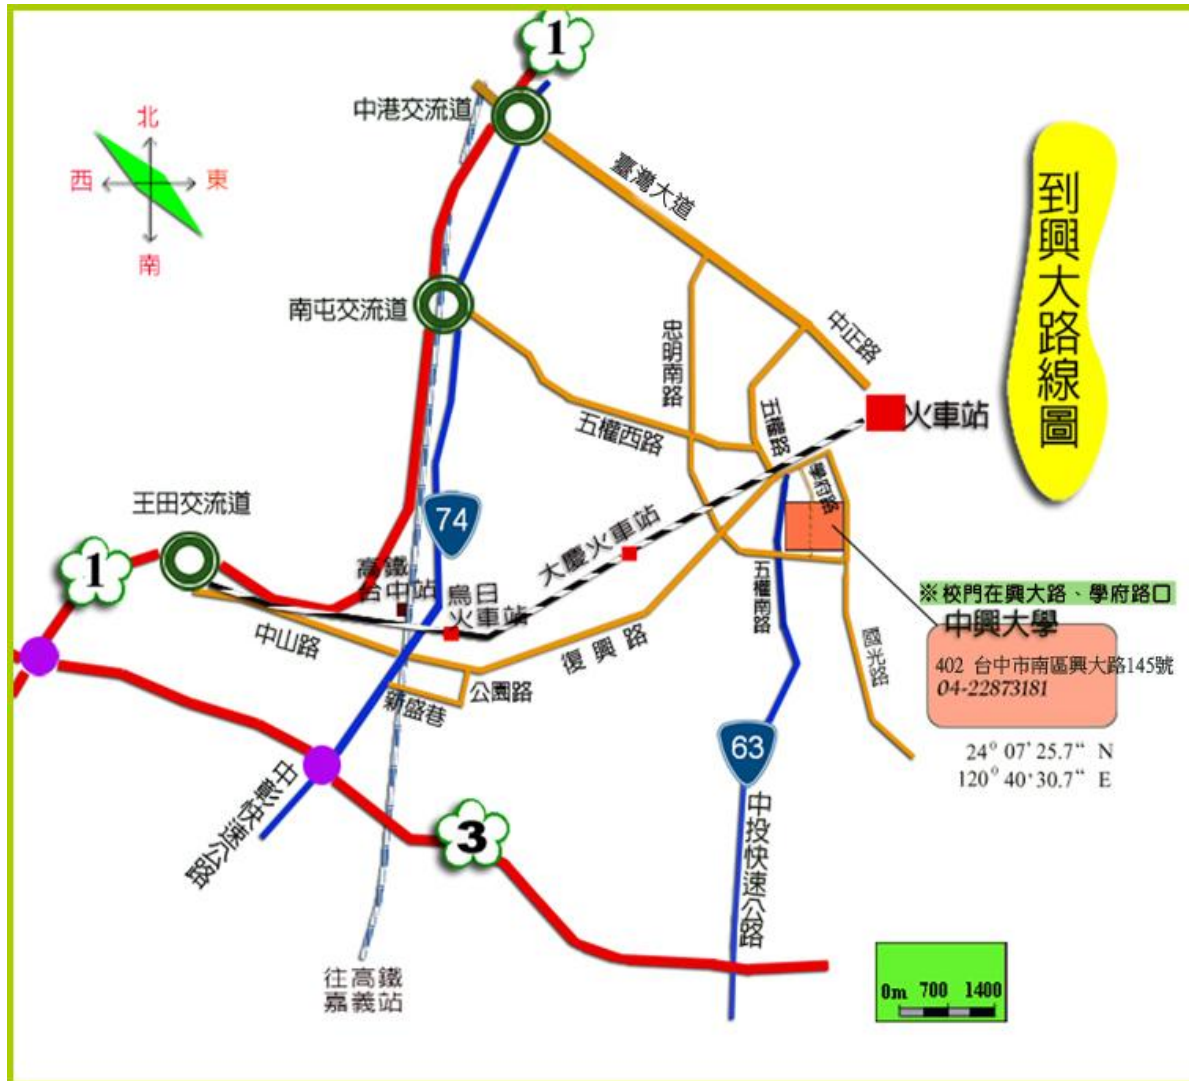 1
中港交流道
北
西 東
南
臺灣大道
到興大路線圖
南屯交流道
忠明南路
中正路
五權西路
五權路
火車站
學府路
王田交流道
74
大慶火車站
1
高鐵
台中站
烏日
火車站
五權南路
※校門在興大路、學府路口
中興大學
402 台中市南區興大路145號
04-22873181
中山路
復興路
國光路
公園路
新盛巷
24° 07' 25.7“ N
120° 40' 30.7“ E
63
中彰快速公路
3
中投快速公路
往高鐵
嘉義站
0m 700 1400